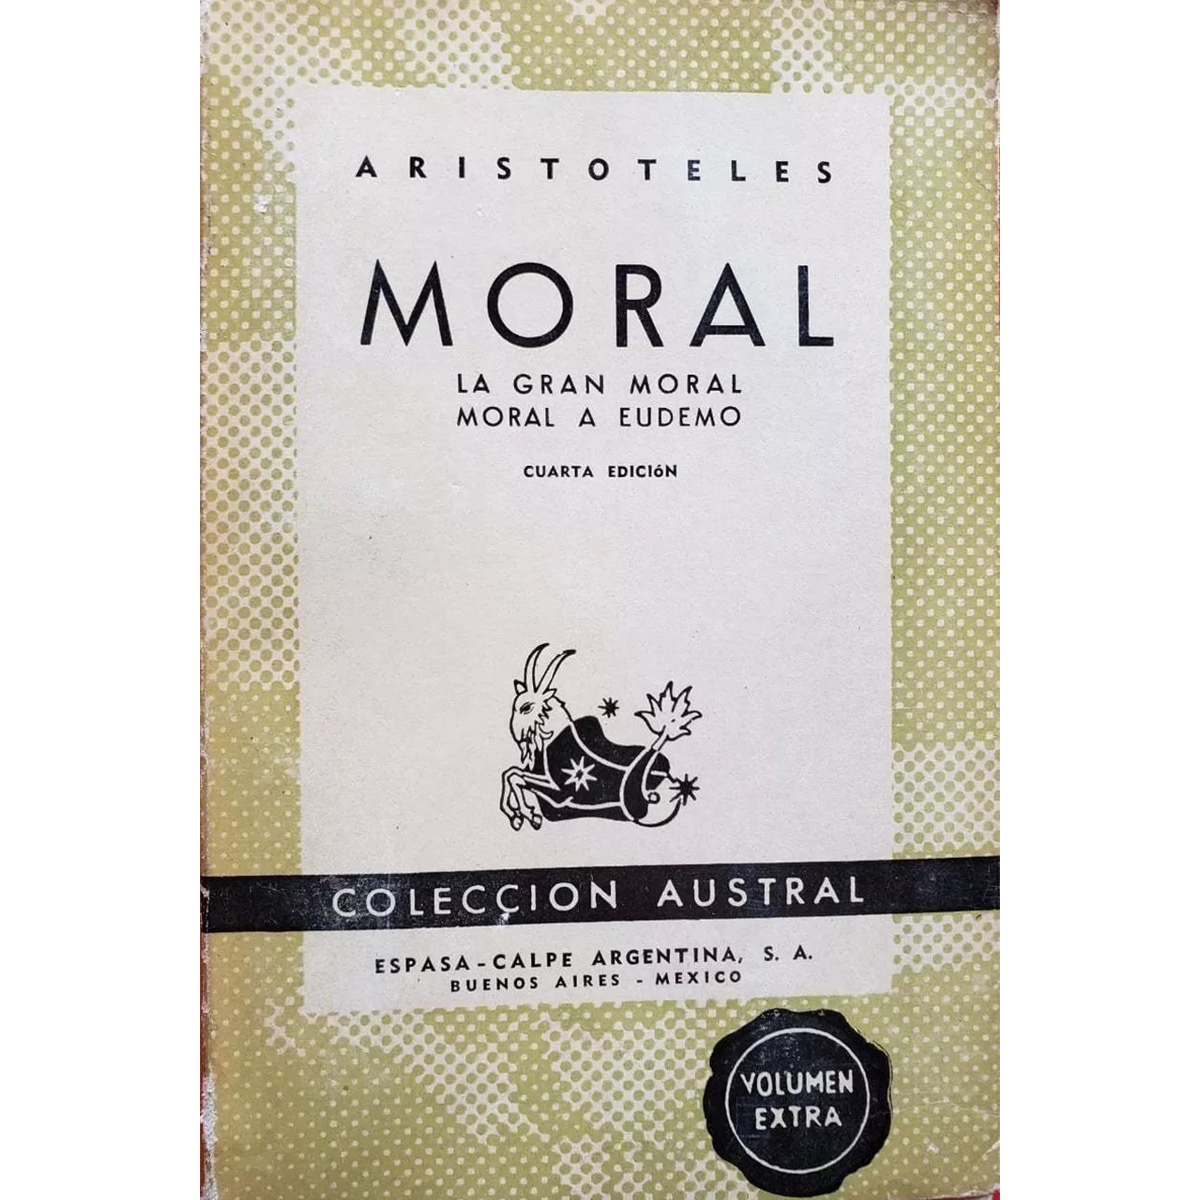 ARISTOTELES
MORAL
LA GRAN MORAL
MORAL A EUDEMO
CUARTA EDICIóN
COLECCION AUSTRAL
ESPASA-CALPE ARGENTINA, S. A.
BUENOS AIRES - MEXICO
VOLUMEN
EXTRA